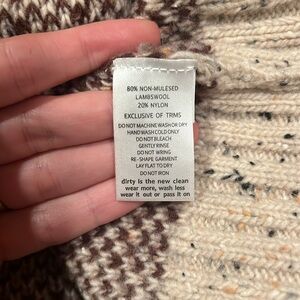 80% NON-MULESED
LAMBSWOOL
20% NYLON
EXCLUSIVE OF TRIMS
DO NOT MACHINE WASH OR DRY
HAND WASH COLD ONLY
DO NOT BLEACH
GENTLY RINSE
DO NOT WRING
RE-SHAPE GARMENT
LAY FLAT TO DRY
DO NOT IRON
dirty is the new clean
wear more, wash less
wear it out or pass it on